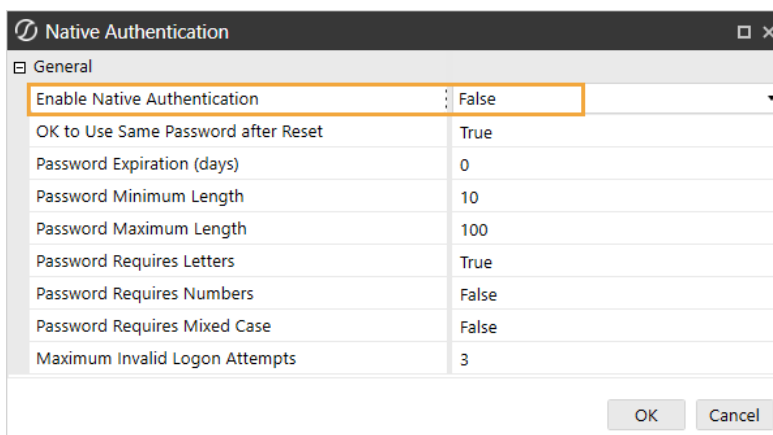 Native Authentication
General
Enable Native Authentication False
OK to Use Same Password after Reset True
Password Expiration (days) 0
Password Minimum Length 10
Password Maximum Length 100
Password Requires Letters True
Password Requires Numbers False
Password Requires Mixed Case False
Maximum Invalid Logon Attempts 3
OK Cancel